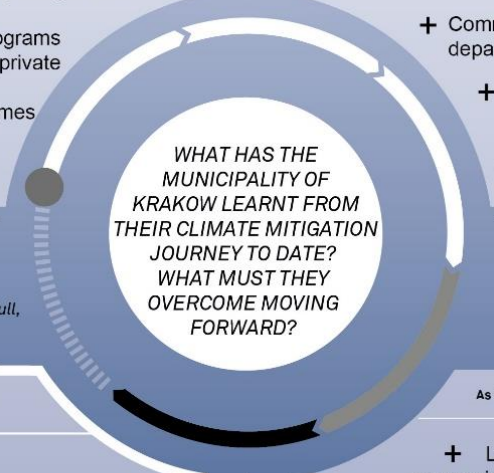 ograms
private
mes
+ Com
depa
+
WHAT HAS THE
MUNICIPALITY OF
KRAKOW LEARNT FROM
THEIR CLIMATE MITIGATION
JOURNEY TO DATE?
WHAT MUST THEY
OVERCOME MOVING
FORWARD?
ull,
As
+ L